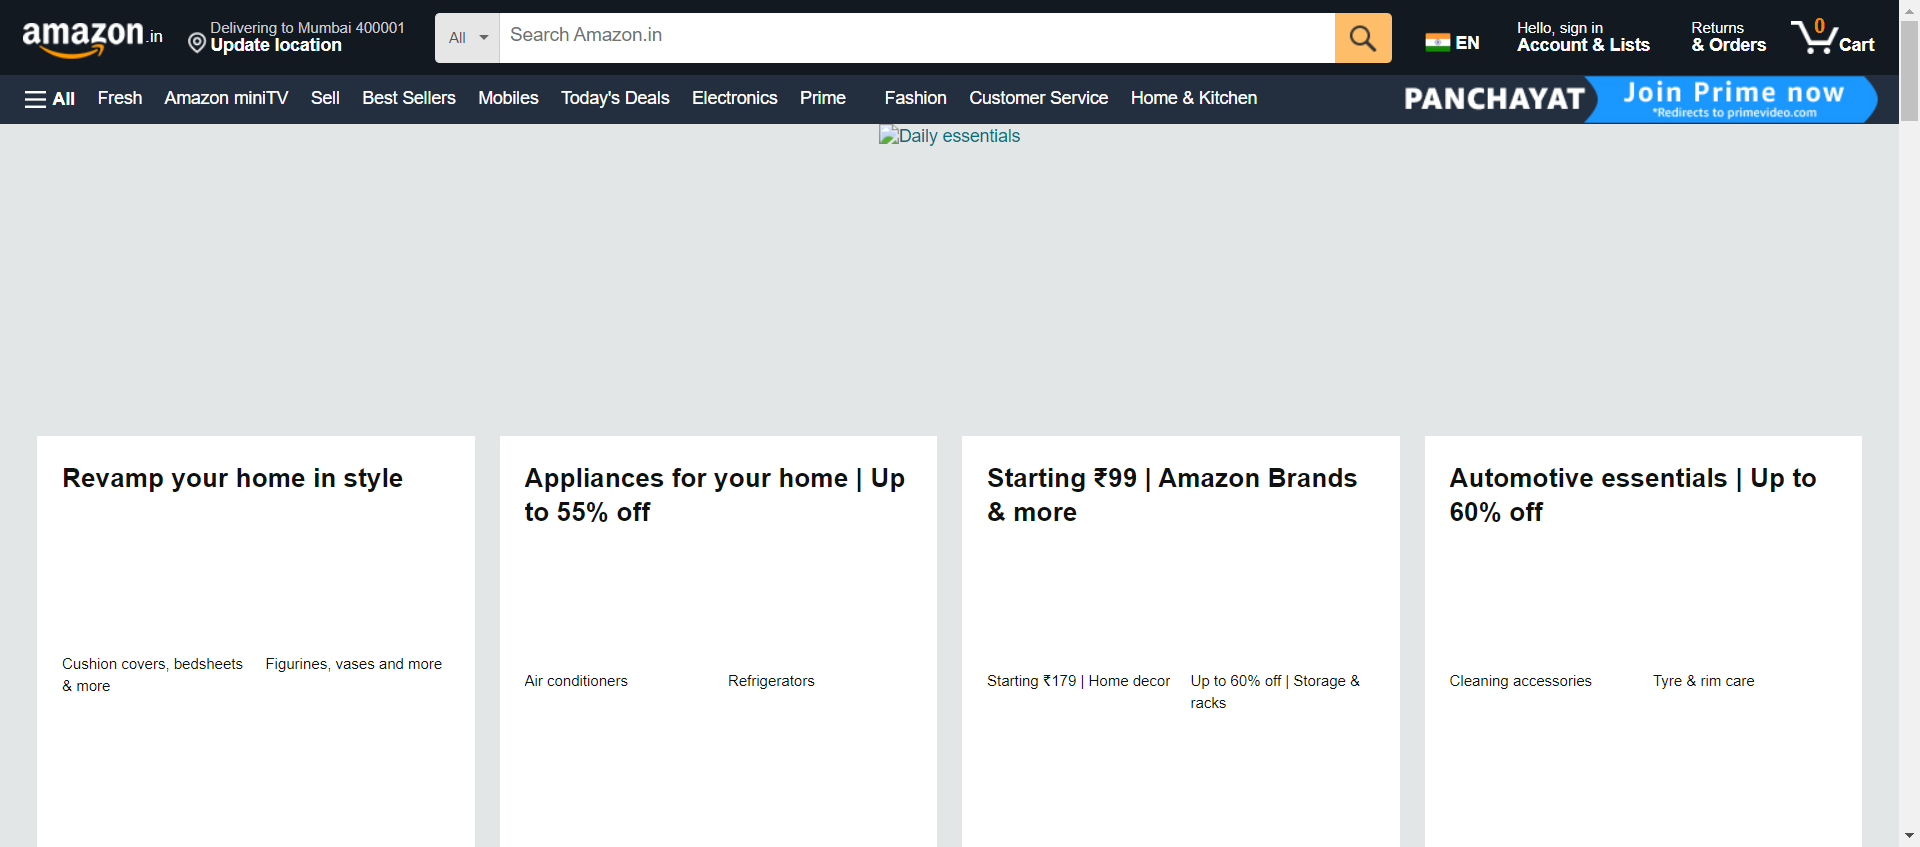 amazon.in
Delivering to Mumbai 400001
Update location
All
Search Amazon.in
EN
Hello, sign in
Account & Lists
Returns
& Orders
0
Cart
All
Fresh
Amazon miniTV
Sell
Best Sellers
Mobiles
Today's Deals
Electronics
Prime
Fashion
Customer Service
Home & Kitchen
PANCHAYAT
Join Prime now
*Redirects to primevideo.com
Daily essentials
Revamp your home in style
Cushion covers, bedsheets
& more
Figurines, vases and more
Appliances for your home | Up
to 55% off
Air conditioners
Refrigerators
Starting ₹99 | Amazon Brands
& more
Starting ₹179 | Home decor
Up to 60% off | Storage &
racks
Automotive essentials | Up to
60% off
Cleaning accessories
Tyre & rim care